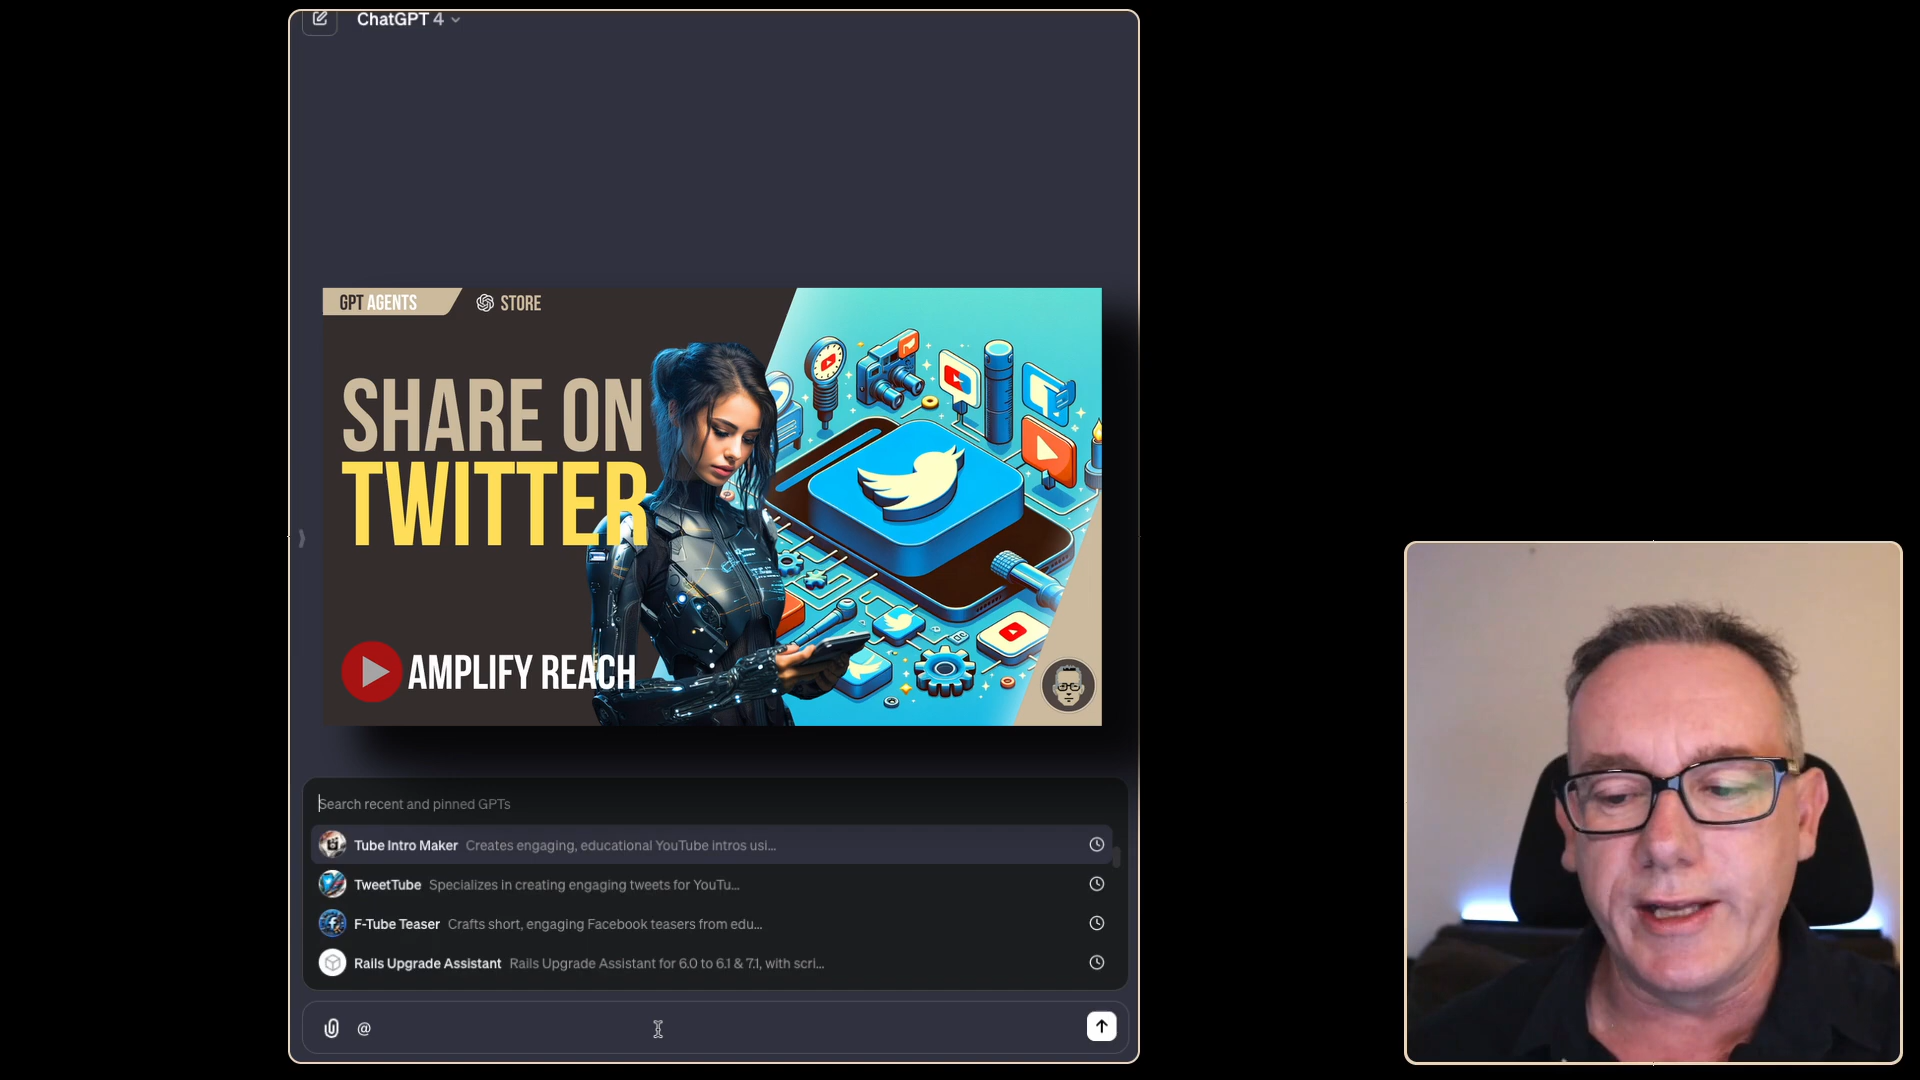 ChatGPT 4
GPT AGENTS
STORE
SHARE ON
TWITTER
AMPLIFY REACH
Search recent and pinned GPTs
Tube Intro Maker Creates engaging, educational YouTube intros usi...
TweetTube Specializes in creating engaging tweets for YouTu...
F-Tube Teaser Crafts short, engaging Facebook teasers from edu...
Rails Upgrade Assistant Rails Upgrade Assistant for 6.0 to 6.1 & 7.1, with scri...
@